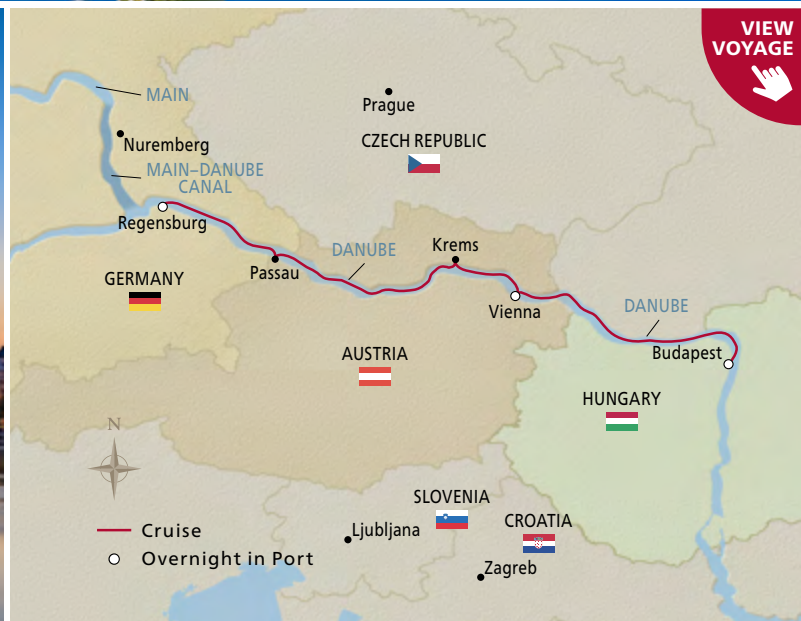 VIEW
VOYAGE
MAIN
Prague
Nuremberg
CZECH REPUBLIC
MAIN–DANUBE
CANAL
Regensburg
DANUBE
Krems
GERMANY
Passau
Vienna
DANUBE
AUSTRIA
Budapest
HUNGARY
N
SLOVENIA
CROATIA
Cruise
Ljubljana
Overnight in Port
Zagreb